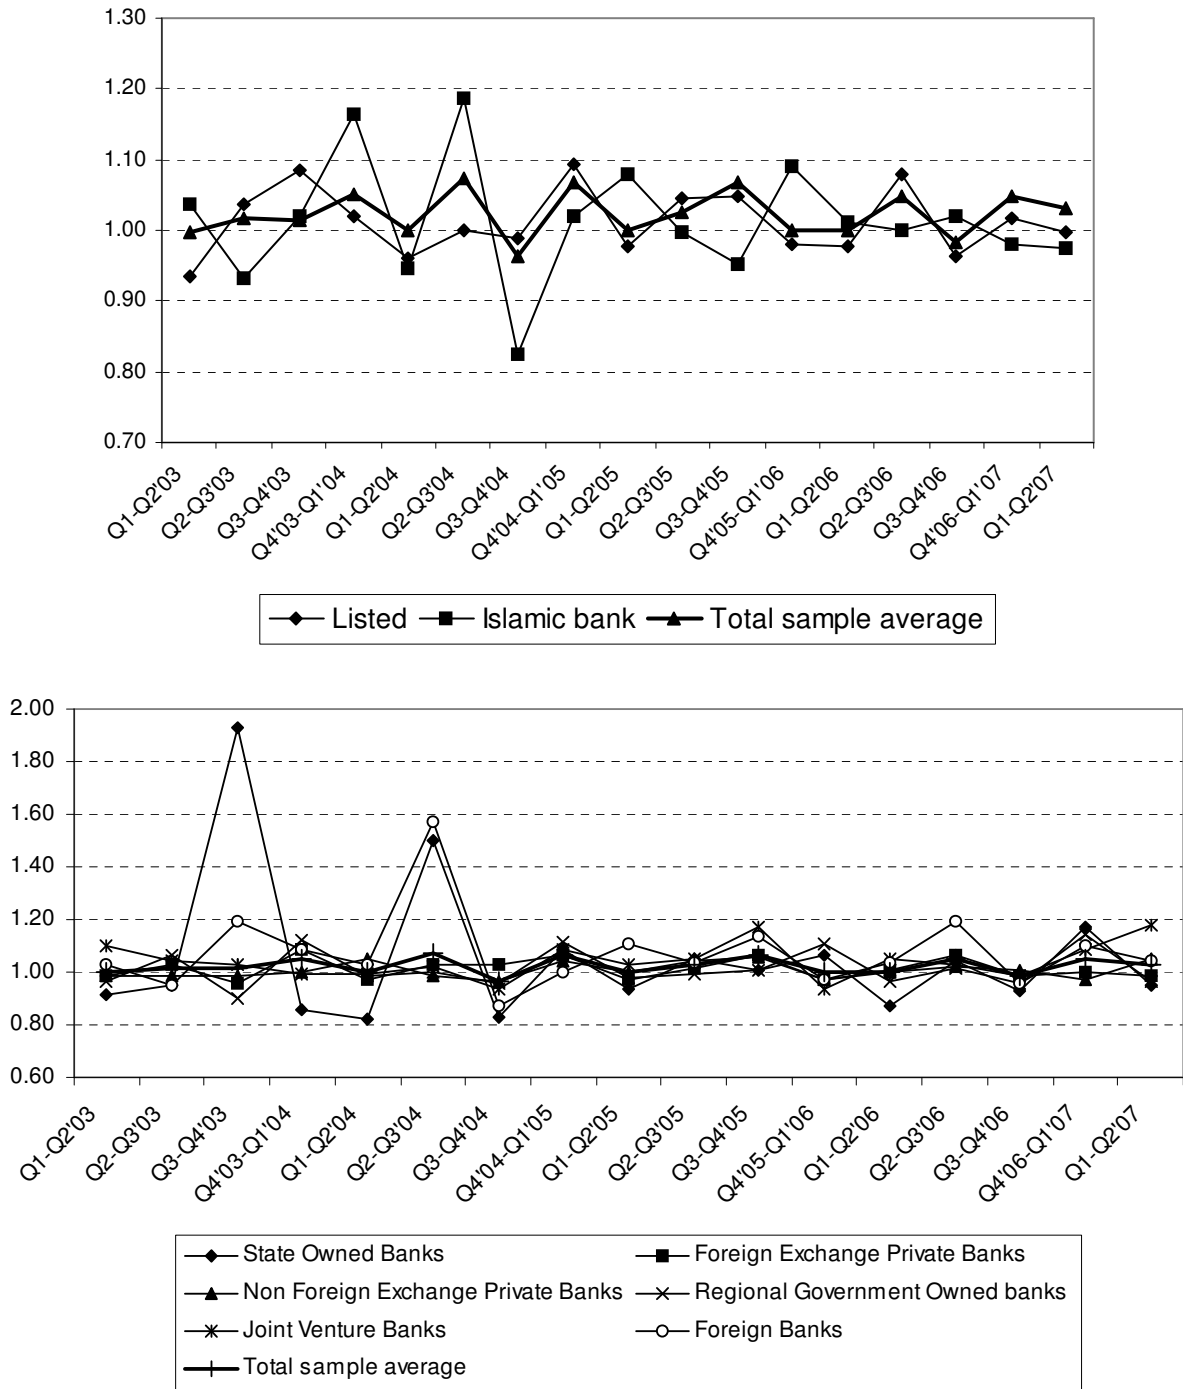 1.30
1.20
1.10
1.00
0.90
0.80
0.70
Q1-Q2'03
Q2-Q3'03
Q3-Q4'03
Q4'03-Q1'04
Q1-Q2'04
Q2-Q3'04
Q3-Q4'04
Q4'04-Q1'05
Q1-Q2'05
Q2-Q3'05
Q3-Q4'05
Q4'05-Q1'06
Q1-Q2'06
Q2-Q3'06
Q3-Q4'06
Q4'06-Q1'07
Q1-Q2'07
Listed Islamic bank Total sample average
2.00
1.80
1.60
1.40
1.20
1.00
0.80
0.60
Q1-Q2'03
Q2-Q3'03
Q3-Q4'03
Q4'03-Q1'04
Q1-Q2'04
Q2-Q3'04
Q3-Q4'04
Q4'04-Q1'05
Q1-Q2'05
Q2-Q3'05
Q3-Q4'05
Q4'05-Q1'06
Q1-Q2'06
Q2-Q3'06
Q3-Q4'06
Q4'06-Q1'07
Q1-Q2'07
State Owned Banks Foreign Exchange Private Banks
Non Foreign Exchange Private Banks Regional Government Owned banks
Joint Venture Banks Foreign Banks
Total sample average